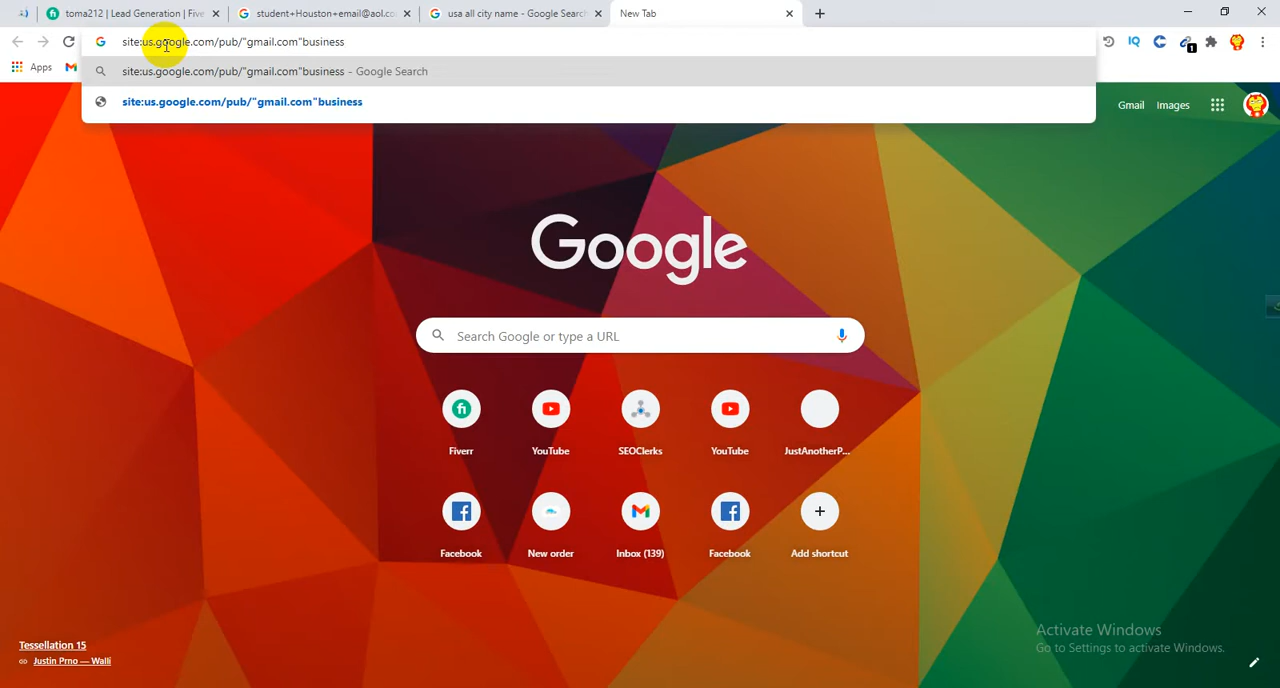 toma212 | Lead Generation | Five
student+Houston+email@aol.co
usa all city name - Google Search
New Tab
site:us.google.com/pub/"gmail.com"business
Apps
site:us.google.com/pub/"gmail.com"business - Google Search
site:us.google.com/pub/"gmail.com"business
IQ
1
Gmail
Images
Google
Search Google or type a URL
Fiverr
YouTube
SEOClerks
YouTube
JustAnotherP...
Facebook
New order
Inbox (139)
Facebook
Add shortcut
Tessellation 15
Justin Prno — Walli
Activate Windows
Go to Settings to activate Windows.